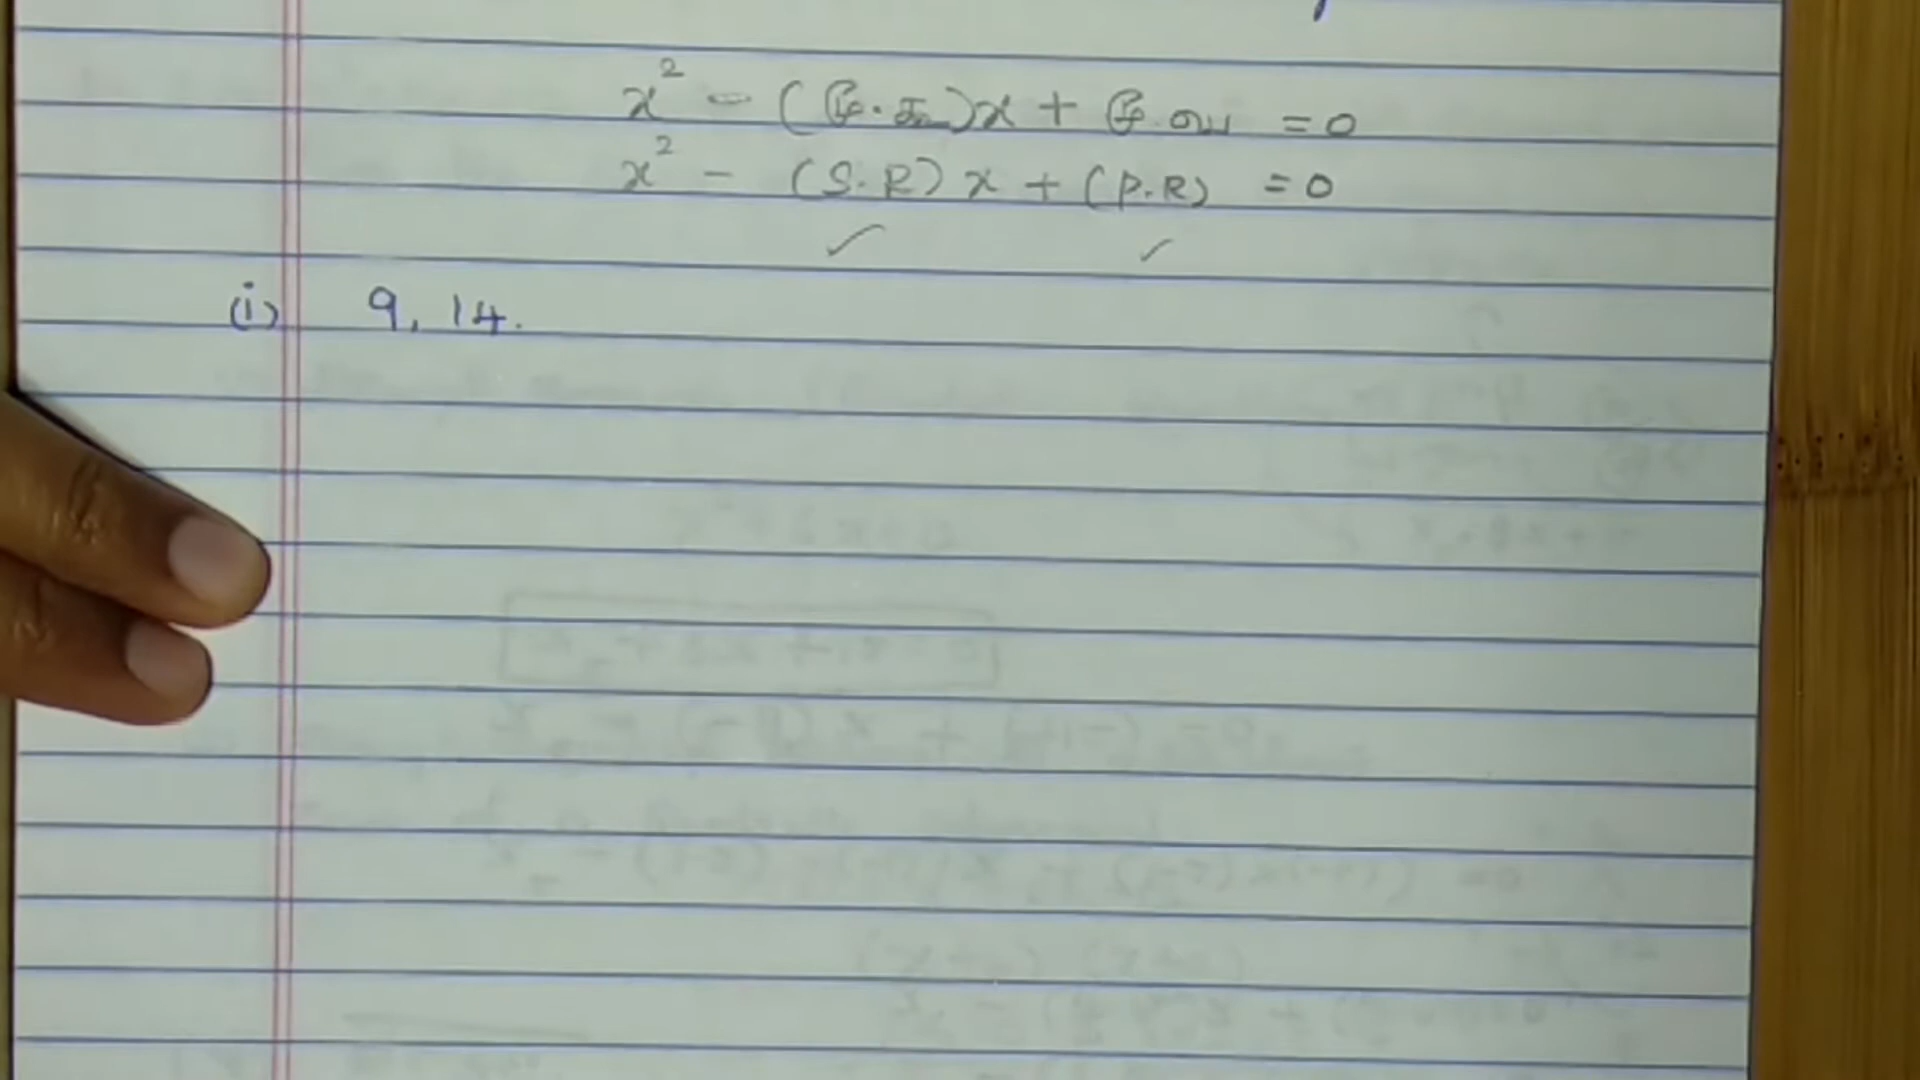 x² - (கு. )x + கு. = 0
x² - (S.R) x + (P.R) = 0
(i) 9, 14.